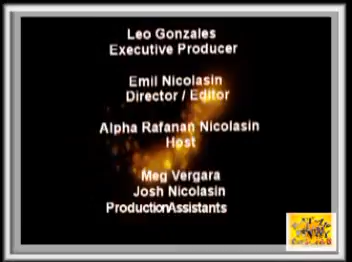 Leo Gonzales
Executive Producer
Emil Nicolasin
Director / Editor
Alpha Rafanan Nicolasin
Host
Meg Vergara
Josh Nicolasin
ProductionAssistants